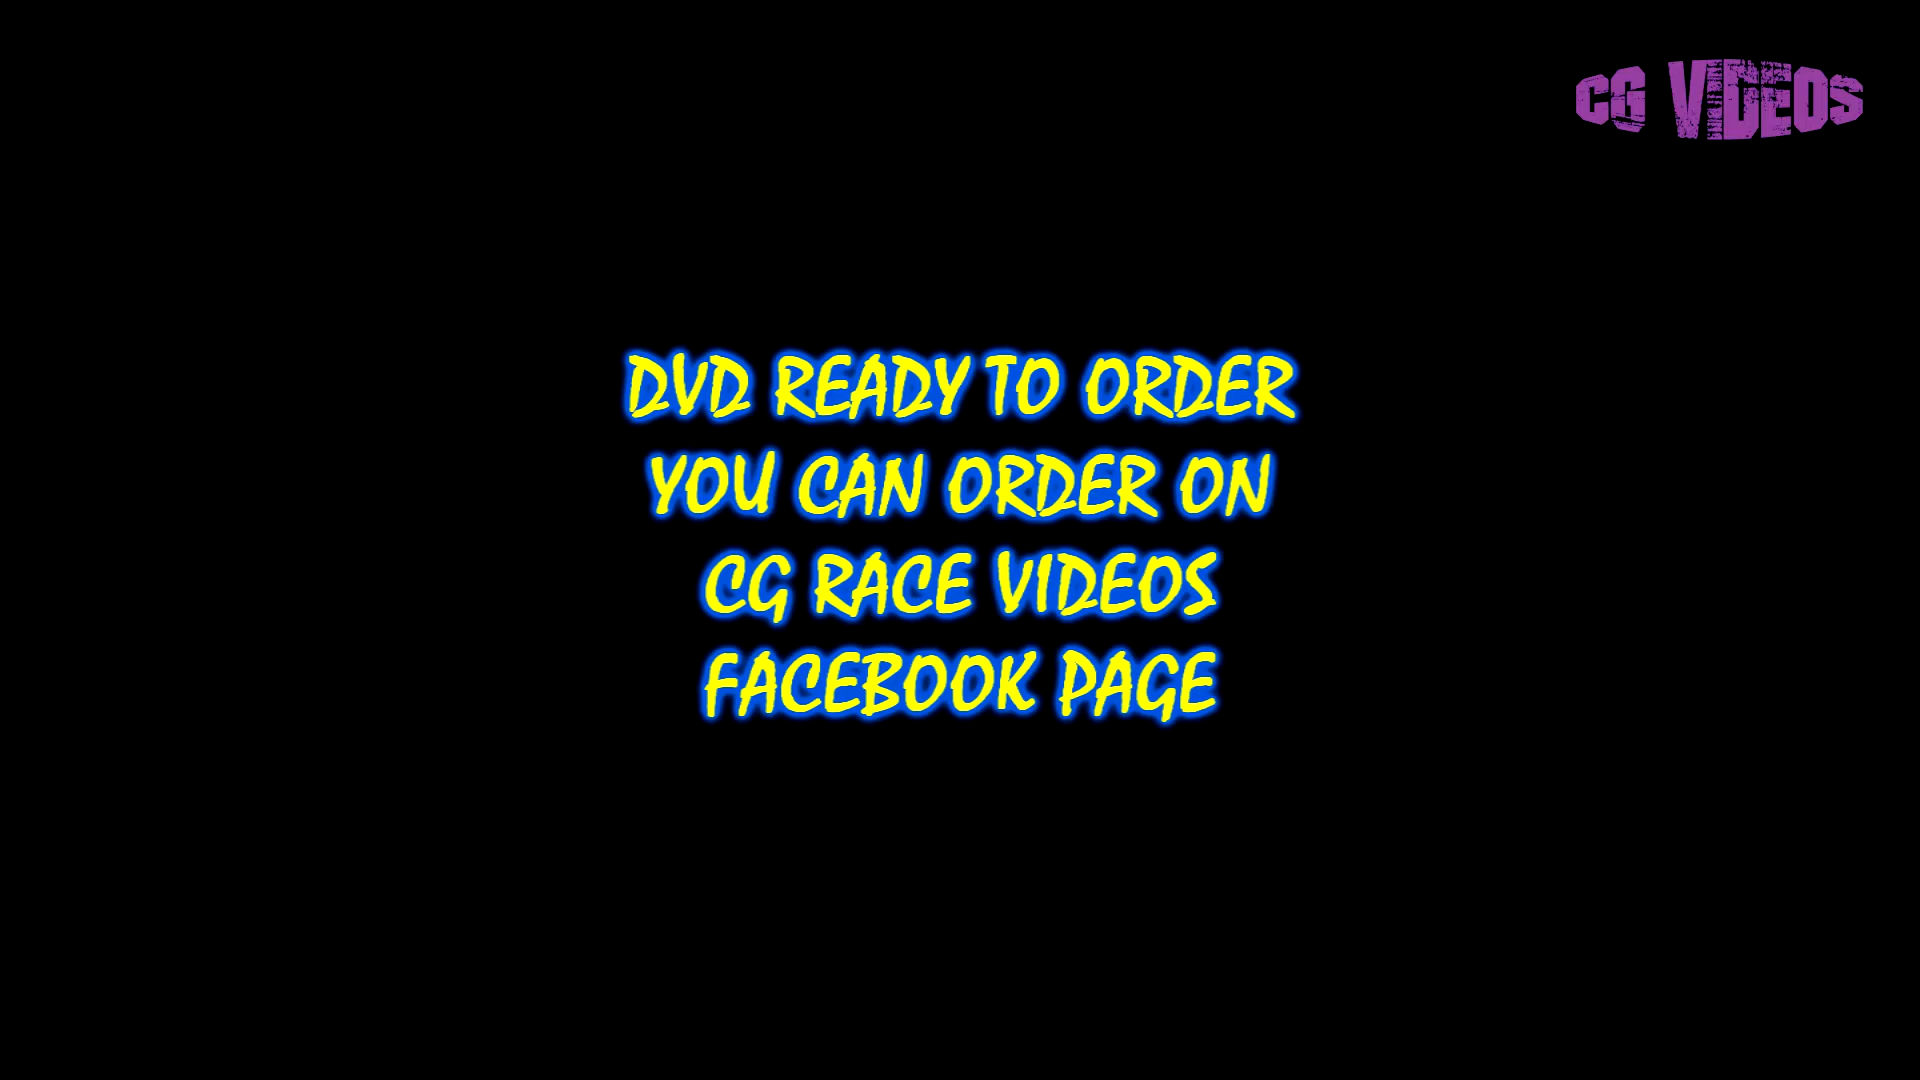 CG VIDEOS
DVD READY TO ORDER
YOU CAN ORDER ON
CG RACE VIDEOS
FACEBOOK PAGE